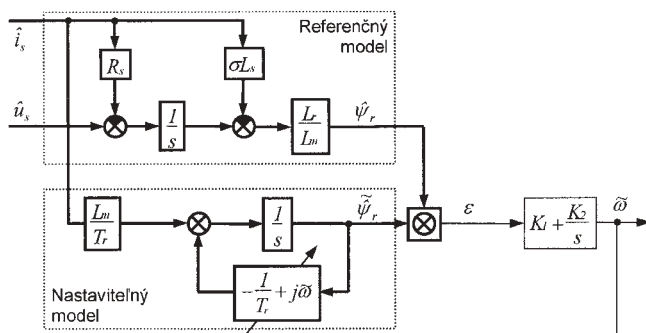 î_s
Referenčný
model
R_s
σL_s
û_s
1/s
L_r/L_m
ψ̂_r
L_m/T_r
1/s
ψ̂̃_r
ε
K_1 + K_2/s
ω̃
-1/T_r + jω̃
Nastaviteľný
model